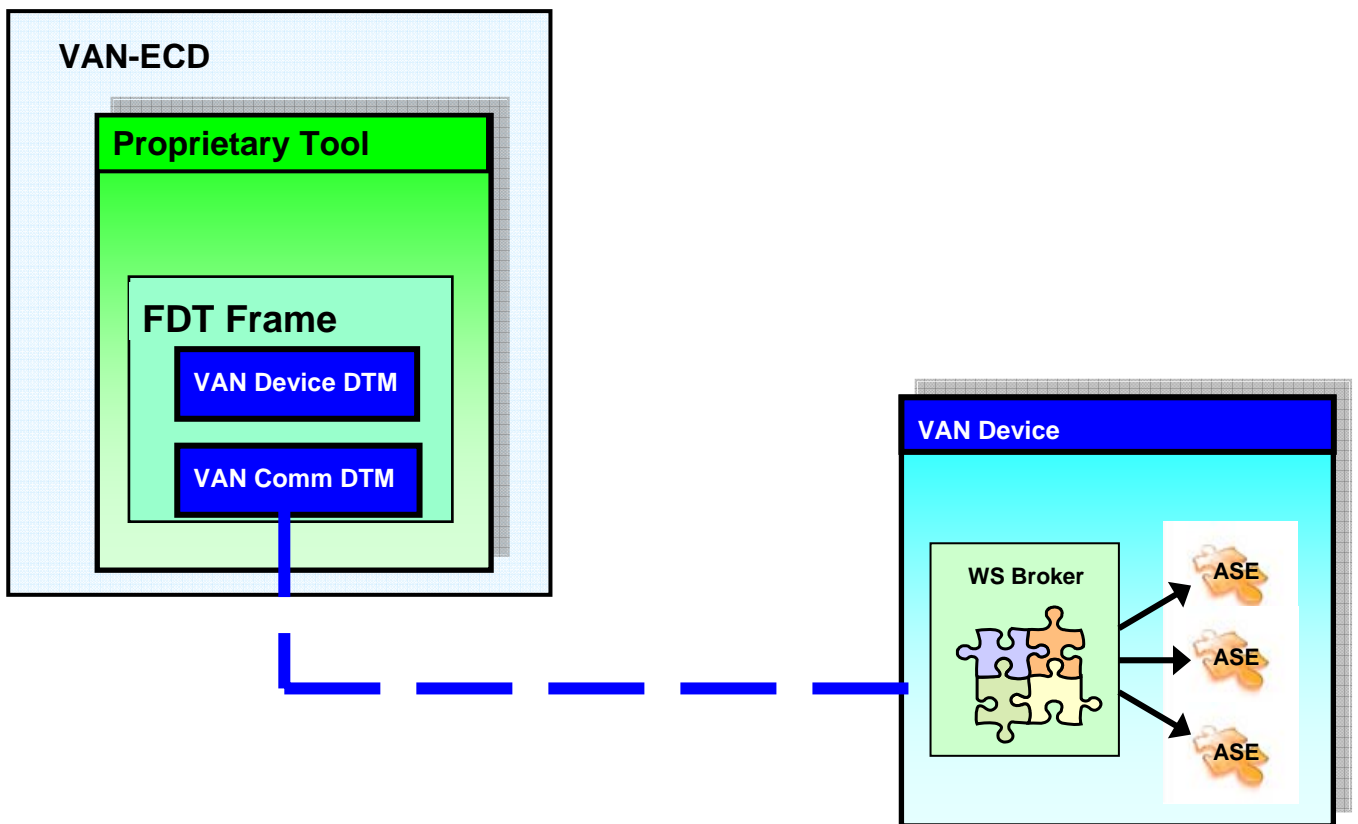 VAN-ECD
Proprietary Tool
FDT Frame
VAN Device DTM
VAN Comm DTM
VAN Device
WS Broker
ASE
ASE
ASE